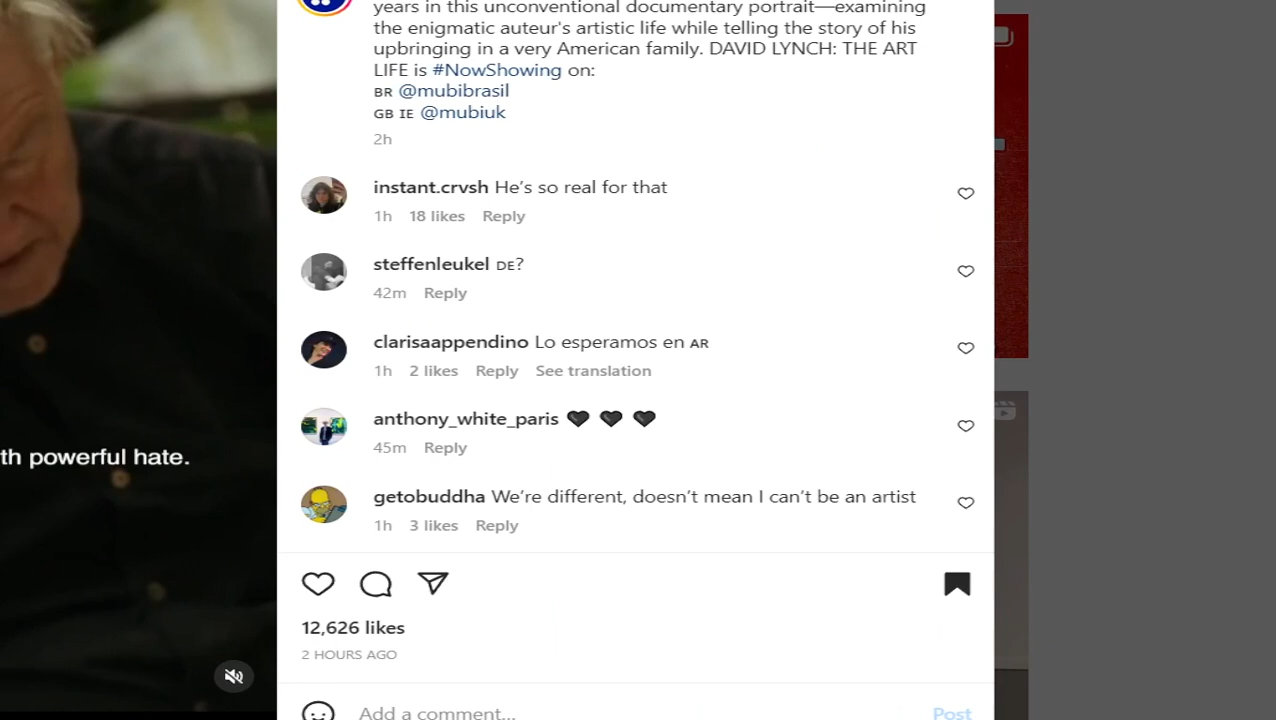 years in this unconventional documentary portrait—examining
the enigmatic auteur's artistic life while telling the story of his
upbringing in a very American family. DAVID LYNCH: THE ART
LIFE is #NowShowing on:
BR @mubibrasil
GB IE @mubiuk
2h
instant.crvsh He's so real for that
1h 18 likes Reply
steffenleukel DE?
42m Reply
clarisaappendino Lo esperamos en AR
1h 2 likes Reply See translation
anthony_white_paris 🖤 🖤 🖤
45m Reply
th powerful hate.
getobuddha We're different, doesn't mean I can't be an artist
1h 3 likes Reply
12,626 likes
2 HOURS AGO
Add a comment... Post